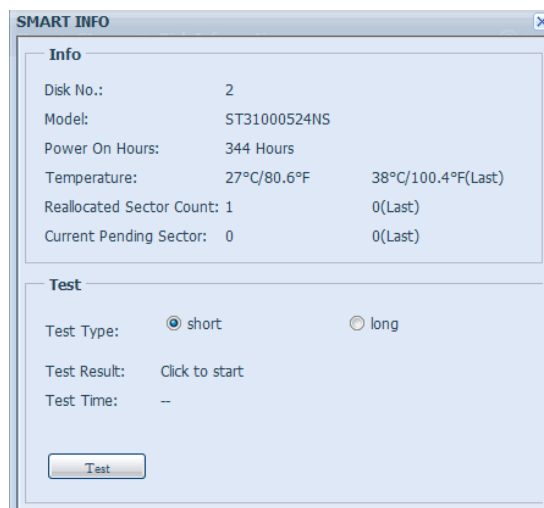 SMART INFO
Info
Disk No.: 2
Model: ST31000524NS
Power On Hours: 344 Hours
Temperature: 27°C/80.6°F 38°C/100.4°F(Last)
Reallocated Sector Count: 1 0(Last)
Current Pending Sector: 0 0(Last)
Test
Test Type: short long
Test Result: Click to start
Test Time: --
Test